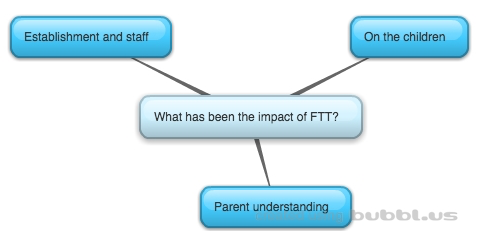 Establishment and staff
On the children
What has been the impact of FTT?
Parent understanding
bubbl.us